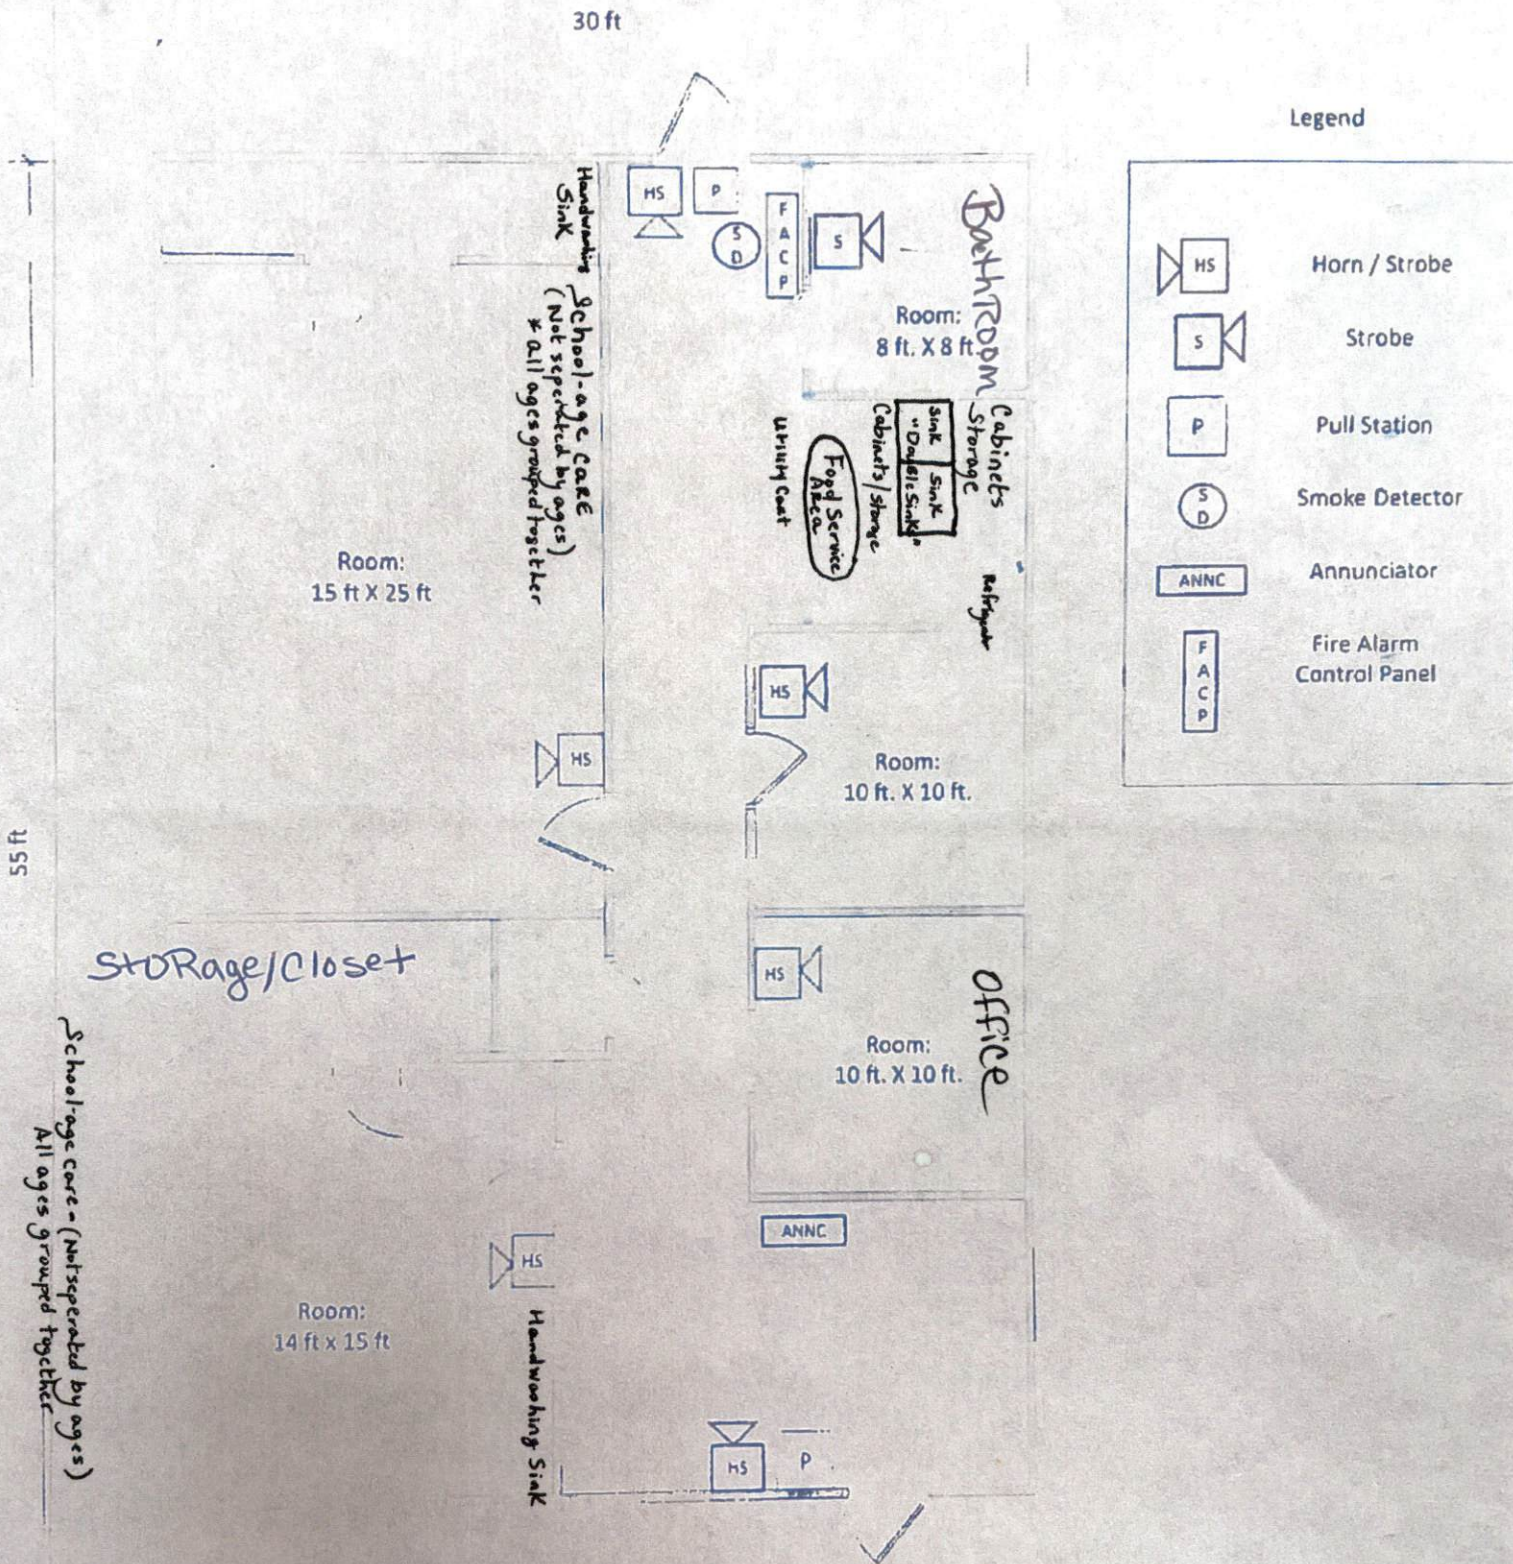 30 ft
Legend
Handwashing
Sink
HS
P
S
D
F
A
C
P
S
BathRoom
Room:
8 ft. X 8 ft.
School-age CARE
(Not seperated by ages)
* all ages grouped together
Room:
15 ft X 25 ft
Cabinets
Storage
Sink Sink
"Double Sink"
Cabinets/storage
Food Service
AReA
Refrigerator
HS
HS
Room:
10 ft. X 10 ft.
55 ft
StoRage/Closet
HS
Office
Room:
10 ft. X 10 ft.
School-age care - (Not seperated by ages)
All ages grouped together
ANNC
HS
Room:
14 ft x 15 ft
Handwashing Sink
HS
P
HS
Horn / Strobe
S
Strobe
P
Pull Station
S
D
Smoke Detector
ANNC
Annunciator
F
A
C
P
Fire Alarm
Control Panel